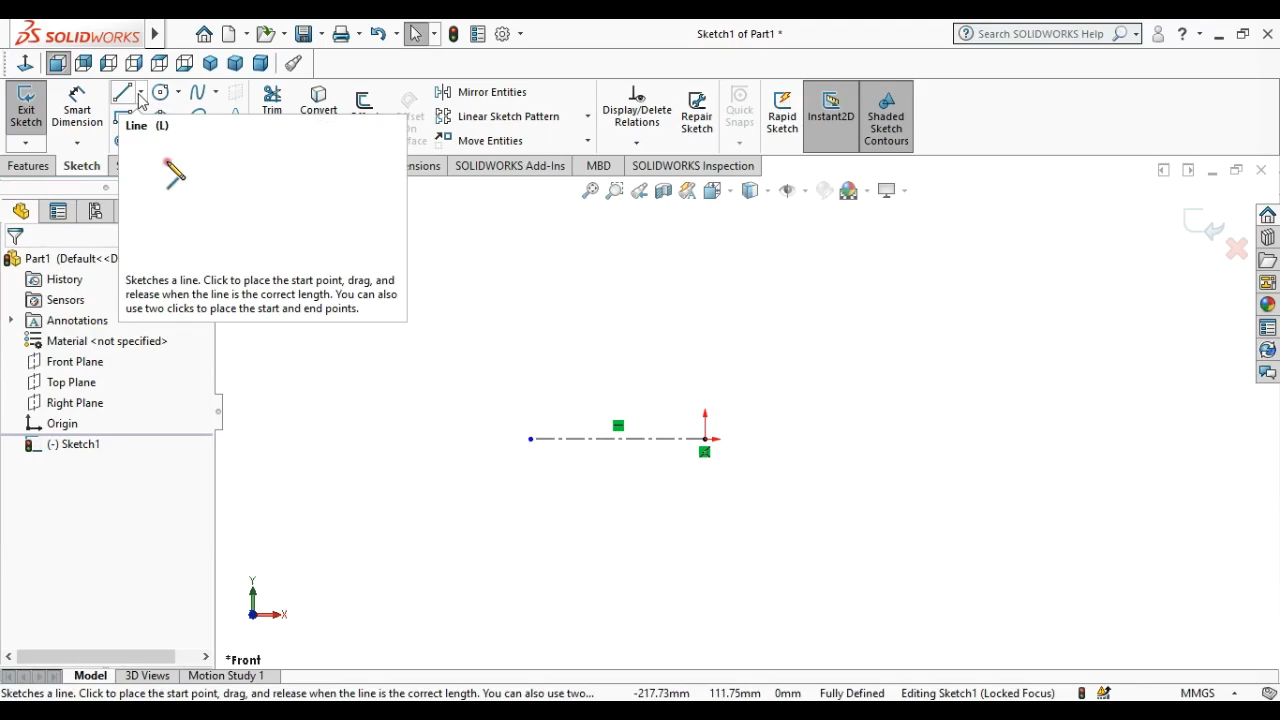 SOLIDWORKS
Sketch1 of Part1 *
Search SOLIDWORKS Help
Exit Sketch
Smart Dimension
Trim
Convert
Mirror Entities
Linear Sketch Pattern
Move Entities
Display/Delete Relations
Repair Sketch
Quick Snaps
Rapid Sketch
Instant2D
Shaded Sketch Contours
Features
Sketch
SOLIDWORKS Add-Ins
MBD
SOLIDWORKS Inspection
Line (L)
Sketches a line. Click to place the start point, drag, and
release when the line is the correct length. You can also
use two clicks to place the start and end points.
Part1 (Default<<D
History
Sensors
Annotations
Material <not specified>
Front Plane
Top Plane
Right Plane
Origin
(-) Sketch1
Y
X
*Front
Model
3D Views
Motion Study 1
Sketches a line. Click to place the start point, drag, and release when the line is the correct length. You can also use two...
-217.73mm
111.75mm
0mm
Fully Defined
Editing Sketch1 (Locked Focus)
MMGS